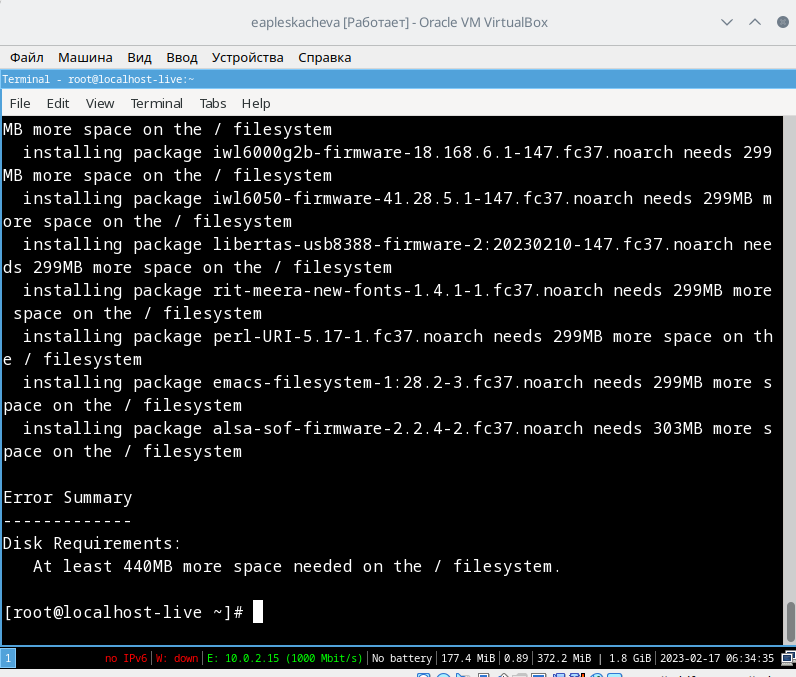 eapleskacheva [Работает] - Oracle VM VirtualBox
Файл Машина Вид Ввод Устройства Справка
Terminal - root@localhost-live:~
File Edit View Terminal Tabs Help
MB more space on the / filesystem
  installing package iwl6000g2b-firmware-18.168.6.1-147.fc37.noarch needs 299
MB more space on the / filesystem
  installing package iwl6050-firmware-41.28.5.1-147.fc37.noarch needs 299MB m
ore space on the / filesystem
  installing package libertas-usb8388-firmware-2:20230210-147.fc37.noarch nee
ds 299MB more space on the / filesystem
  installing package rit-meera-new-fonts-1.4.1-1.fc37.noarch needs 299MB more
 space on the / filesystem
  installing package perl-URI-5.17-1.fc37.noarch needs 299MB more space on th
e / filesystem
  installing package emacs-filesystem-1:28.2-3.fc37.noarch needs 299MB more s
pace on the / filesystem
  installing package alsa-sof-firmware-2.2.4-2.fc37.noarch needs 303MB more s
pace on the / filesystem
Error Summary
-------------
Disk Requirements:
   At least 440MB more space needed on the / filesystem.
[root@localhost-live ~]#
1 no IPv6|W: down|E: 10.0.2.15 (1000 Mbit/s)|No battery|177.4 MiB|0.89|372.2 MiB | 1.8 GiB|2023-02-17 06:34:35